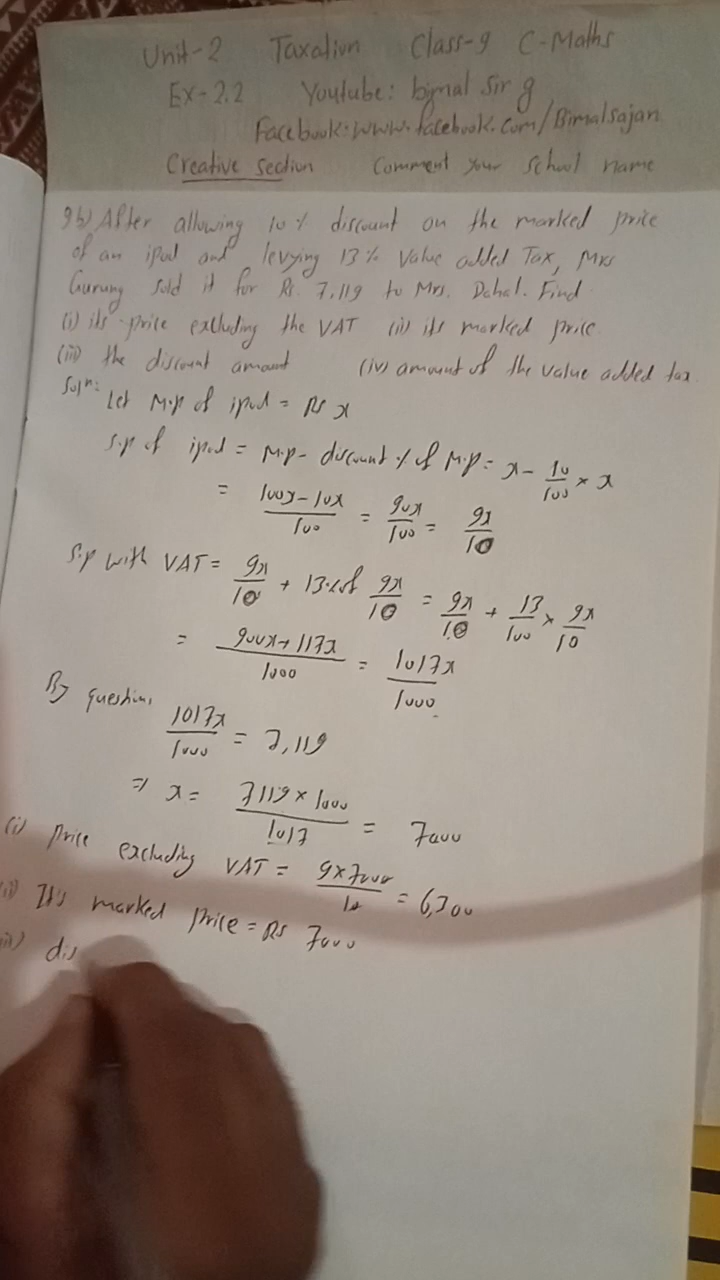 Unit-2 Taxation Class-9 C-Maths
Ex-2.2 Youtube: bimal Sir g
Facebook:www.facebook.com/Bimalsajan
Creative section Comment your school name
9b) After allowing 10% discount on the marked price
of an ipod and levying 13% Value added Tax, Mrs
Gurung sold it for Rs. 7,119 to Mrs. Dahal. Find
(i) its price excluding the VAT (ii) its marked price
(iii) the discount amount (iv) amount of the value added tax
Solⁿ: Let M.P of ipod = Rs x
S.p of ipod = M.P - discount % of M.P = x - 10/100 × x
= 100x-10x/100 = 90x/100 = 9x/10
S.p with VAT = 9x/10 + 13% of 9x/10 = 9x/10 + 13/100 × 9x/10
= 900x+117x/1000 = 1017x/1000
By question,
1017x/1000 = 7,119
⇒ x = 7119×1000/1017 = 7000
(i) Price excluding VAT = 9×7000/10 = 6,300
(ii) It's marked price = Rs 7000
(iii) dis